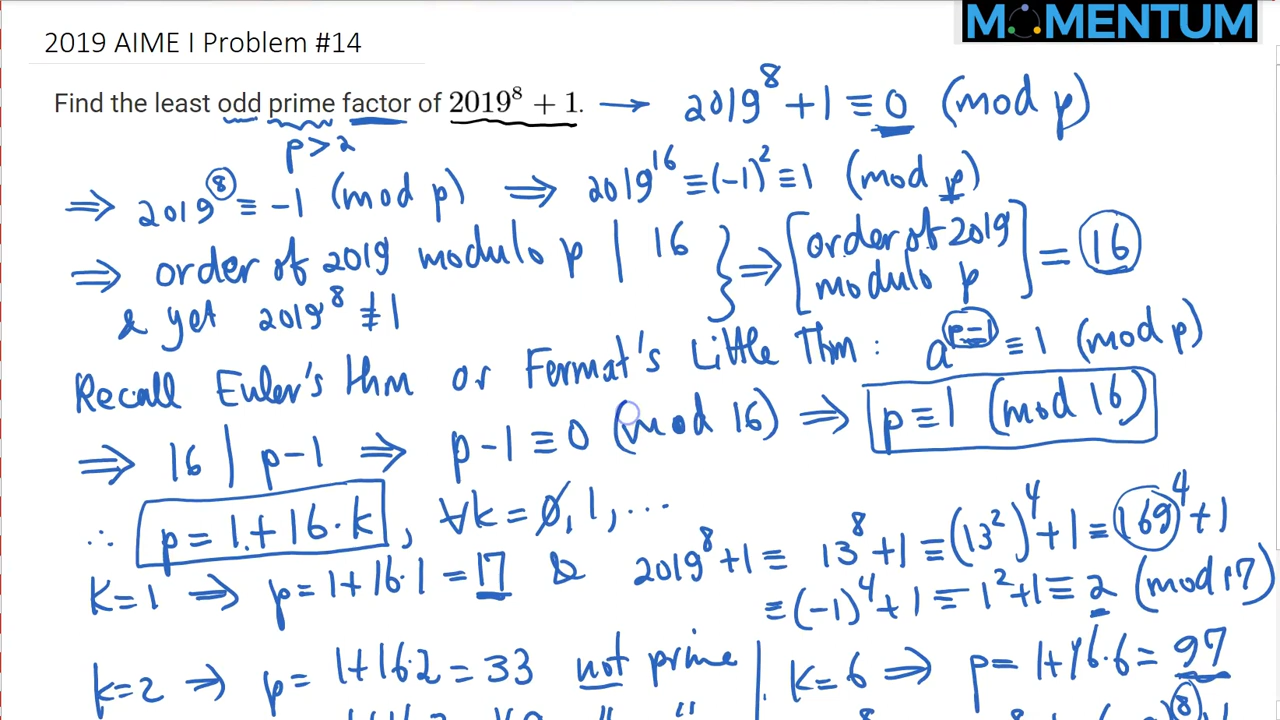 MOMENTUM
2019 AIME I Problem #14
Find the least odd prime factor of 2019⁸ + 1. → 2019⁸ + 1 ≡ 0 (mod p)
p > 2
⇒ 2019⁸ ≡ -1 (mod p) ⇒ 2019¹⁶ ≡ (-1)² ≡ 1 (mod p)
⇒ order of 2019 modulo p | 16 } ⇒ [order of 2019 modulo p] = 16
& yet 2019⁸ ≢ 1
Recall Euler's thm or Fermat's Little Thm: a^(p-1) ≡ 1 (mod p)
⇒ 16 | p-1 ⇒ p-1 ≡ 0 (mod 16) ⇒ p ≡ 1 (mod 16)
∴ p = 1 + 16·k, ∀k = 0, 1, ...
K=1 ⇒ p = 1+16·1 = 17 & 2019⁸+1 ≡ 13⁸+1 ≡ (13²)⁴+1 ≡ 169⁴+1
≡ (-1)⁴+1 ≡ 1²+1 ≡ 2 (mod 17)
k=2 ⇒ p = 1+16·2 = 33 not prime | K=6 ⇒ p = 1+16·6 = 97